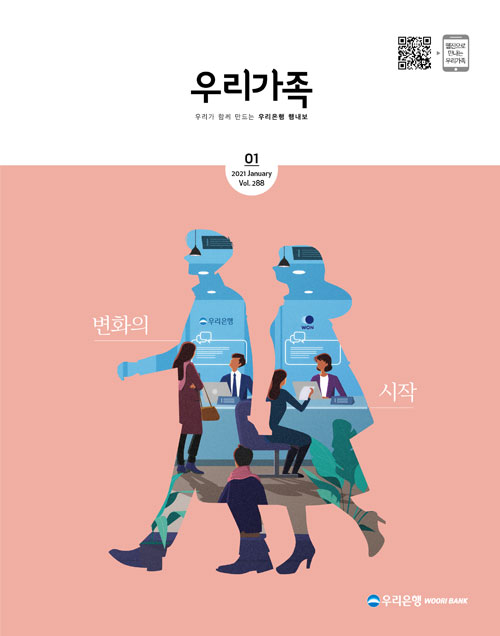 웹진으로
만나는
우리가족
우리가족
우리가 함께 만드는 우리은행 행내보
01
2021 January
Vol. 288
우리은행
WON
변화의
시작
우리은행 WOORI BANK